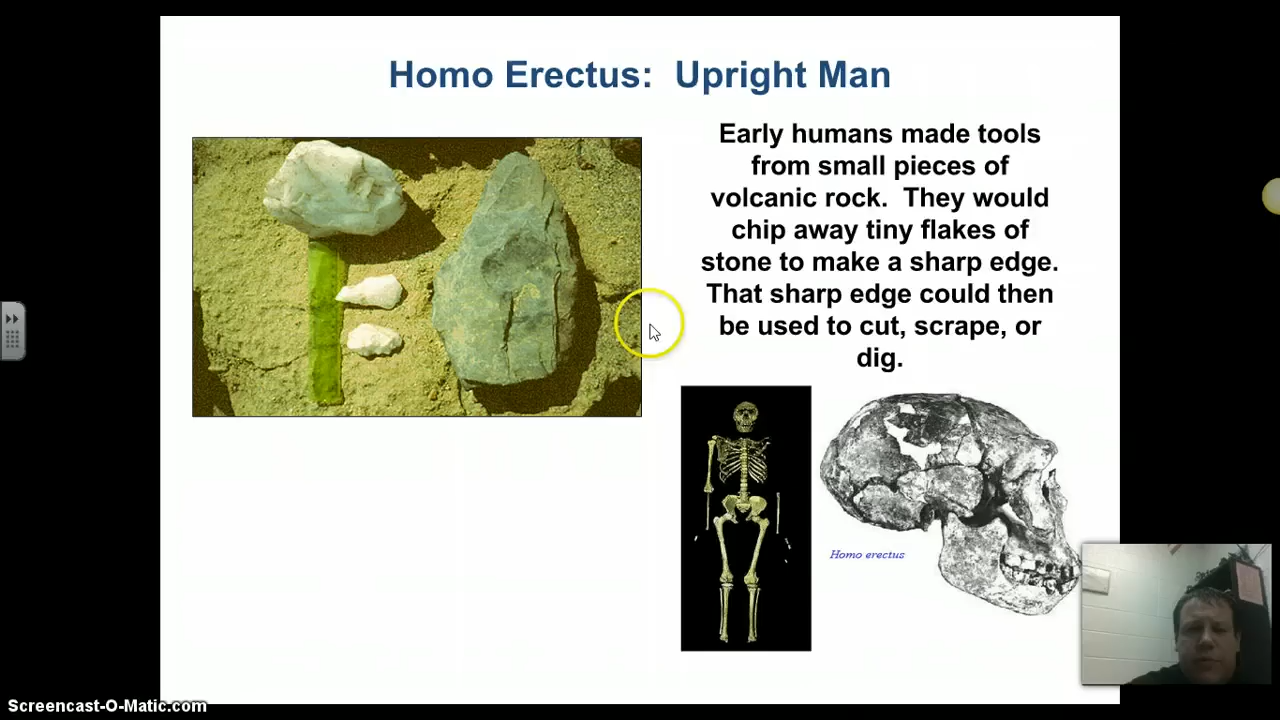 Homo Erectus:  Upright Man
Early humans made tools
from small pieces of
volcanic rock.  They would
chip away tiny flakes of
stone to make a sharp edge.
That sharp edge could then
be used to cut, scrape, or
dig.
Homo erectus
Screencast-O-Matic.com